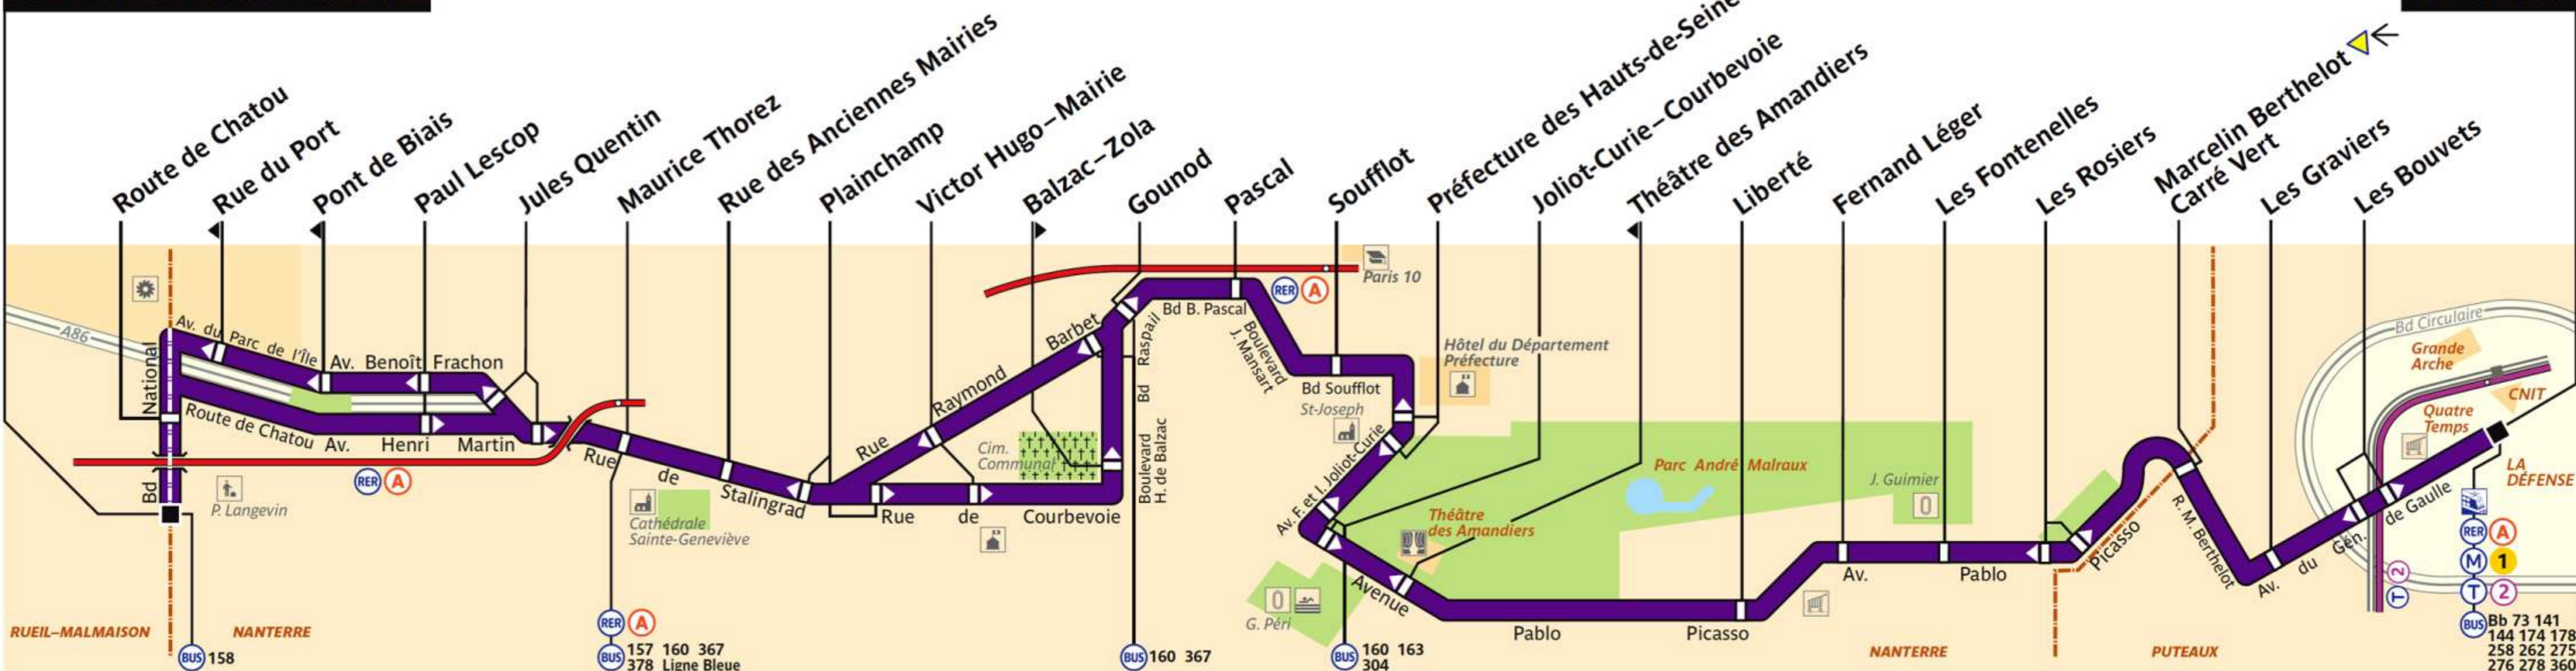 Route de Chatou
Rue du Port
Pont de Biais
Paul Lescop
Jules Quentin
Maurice Thorez
Rue des Anciennes Mairies
Plainchamp
Victor Hugo–Mairie
Balzac–Zola
Gounod
Pascal
Soufflot
Préfecture des Hauts-de-Seine
Joliot-Curie–Courbevoie
Théâtre des Amandiers
Liberté
Fernand Léger
Les Fontenelles
Les Rosiers
Marcelin Berthelot
Carré Vert
Les Graviers
Les Bouvets
A86
Av. du Parc de l'Île
Av. Benoît Frachon
Bd National
Route de Chatou
Av. Henri Martin
RER A
P. Langevin
RUEIL–MALMAISON
NANTERRE
BUS 158
Rue de Stalingrad
Cathédrale
Sainte-Geneviève
RER A
BUS 157 160 367
378 Ligne Bleue
Rue Raymond Barbet
Rue de Courbevoie
Cim.
Communal
Bd Raspail
Boulevard
H. de Balzac
BUS 160 367
Bd B. Pascal
RER A
Paris 10
Boulevard
J. Mansart
Bd Soufflot
St-Joseph
Hôtel du Département
Préfecture
Av. F. et I. Joliot-Curie
Théâtre
des Amandiers
G. Péri
BUS 160 163
304
Avenue Pablo Picasso
Parc André Malraux
J. Guimier
Av. Pablo Picasso
NANTERRE
PUTEAUX
R. M. Berthelot
Av. du Gén. de Gaulle
Bd Circulaire
Grande
Arche
CNIT
Quatre
Temps
LA
DÉFENSE
T 2
RER A
M 1
T 2
BUS Bb 73 141
144 174 178
258 262 272
276 278 360